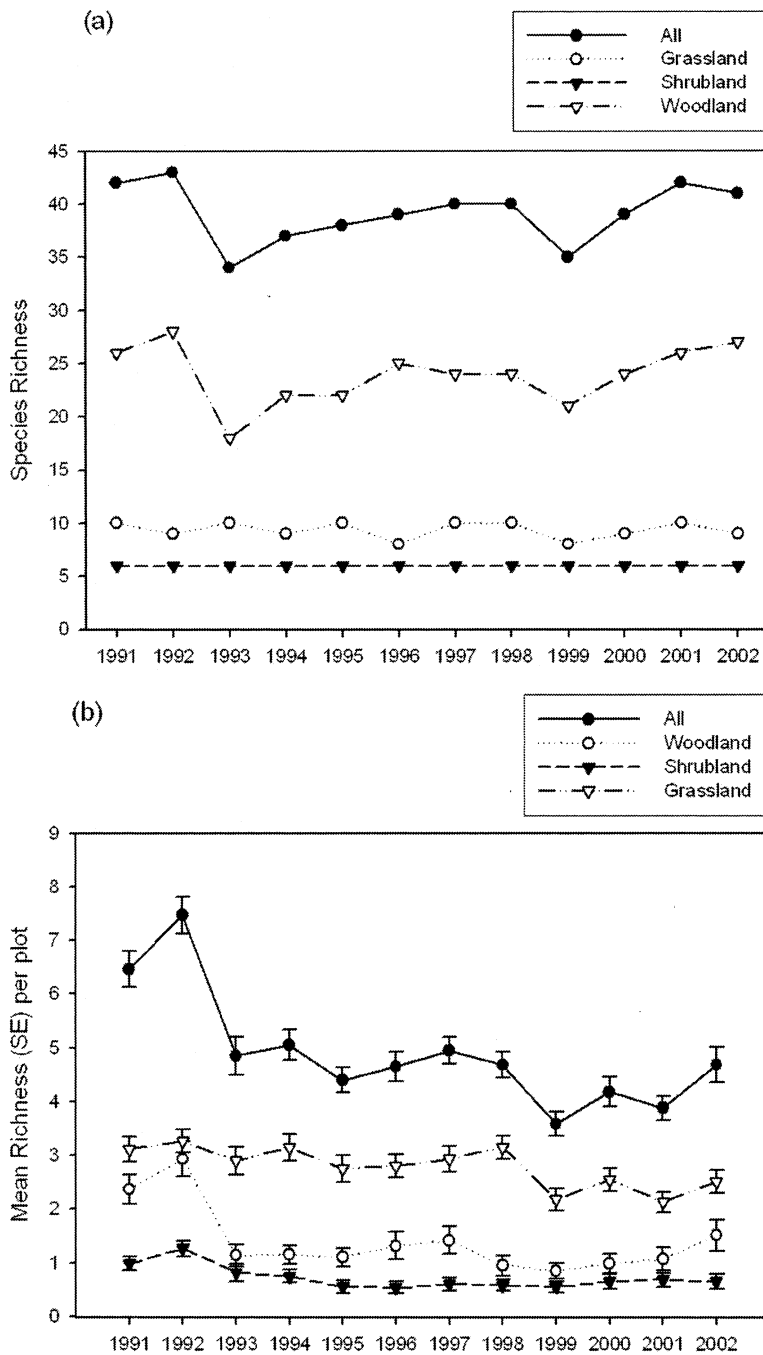 (a)
All
Grassland
Shrubland
Woodland
45
40
35
30
25
20
15
10
5
0
Species Richness
1991 1992 1993 1994 1995 1996 1997 1998 1999 2000 2001 2002
(b)
All
Woodland
Shrubland
Grassland
9
8
7
6
5
4
3
2
1
0
Mean Richness (SE) per plot
1991 1992 1993 1994 1995 1996 1997 1998 1999 2000 2001 2002